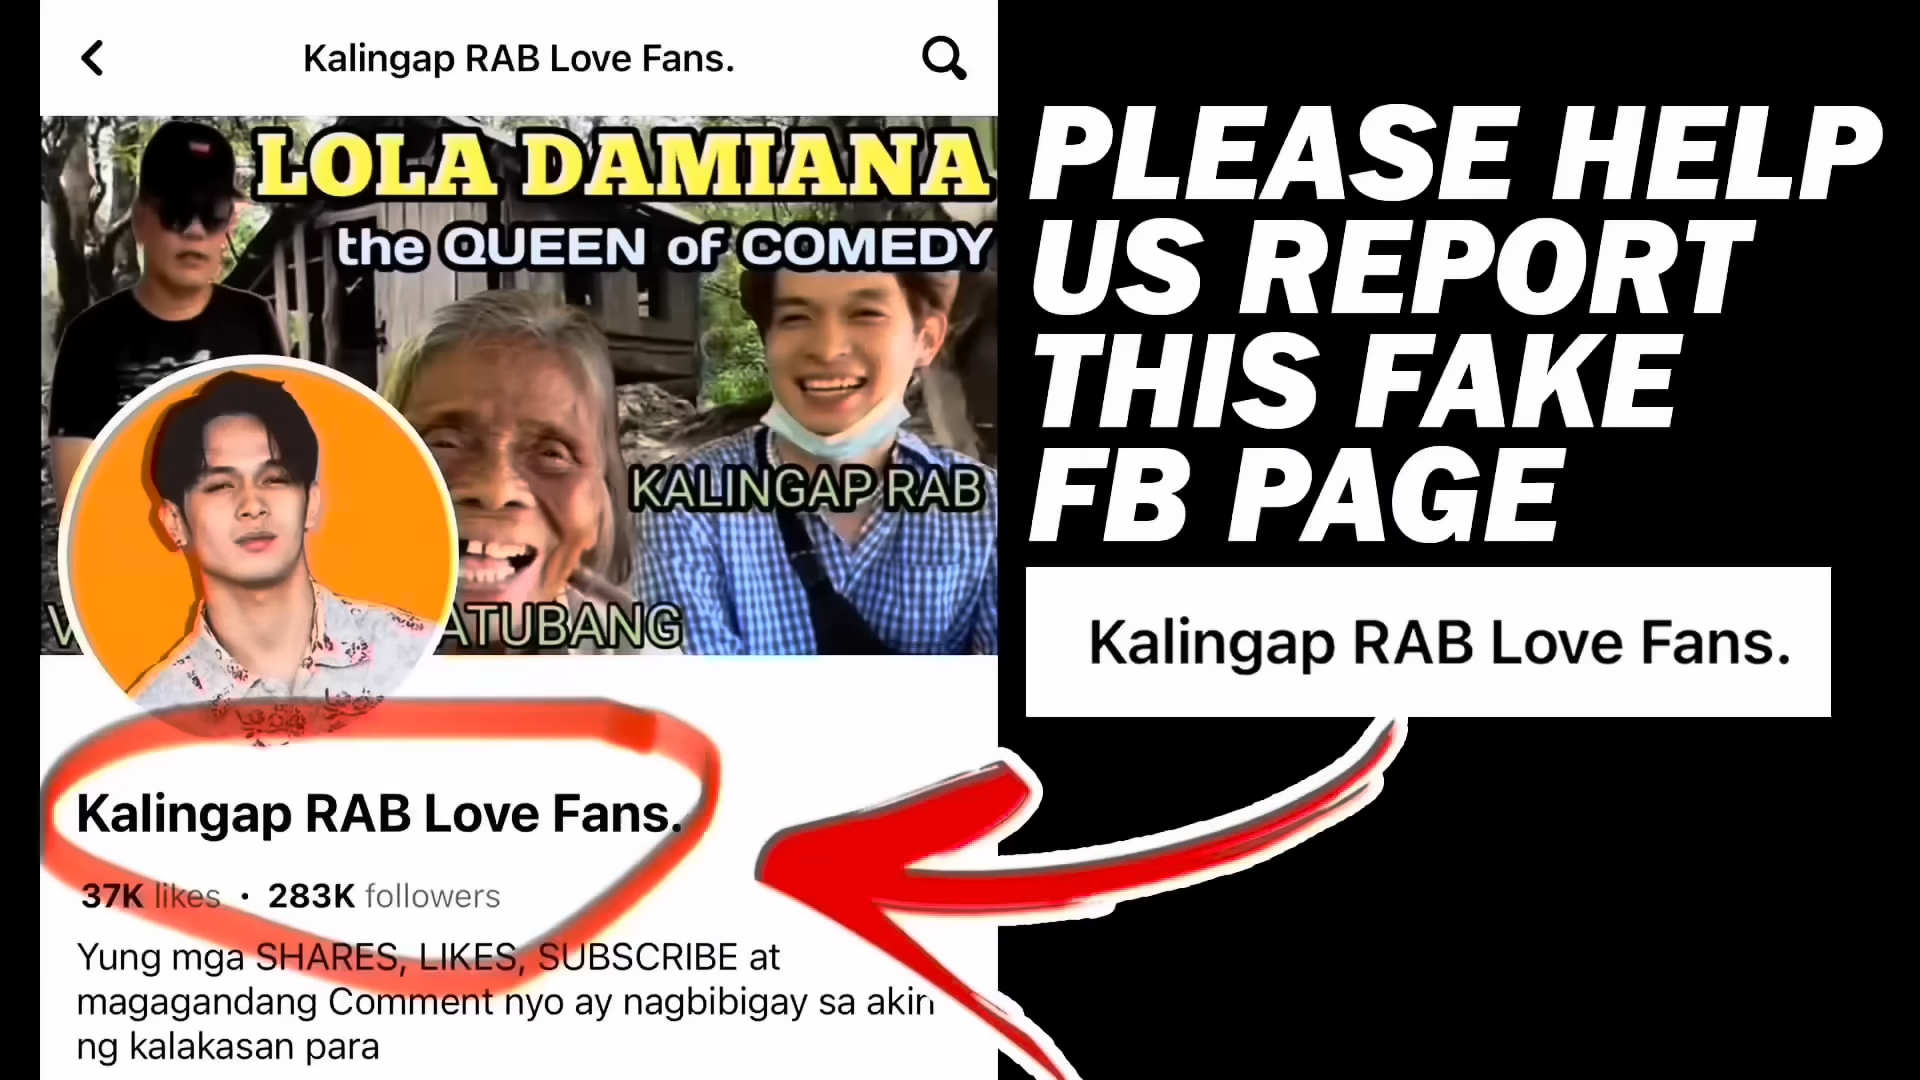 Kalingap RAB Love Fans.
LOLA DAMIANA
the QUEEN of COMEDY
KALINGAP RAB
ATUBANG
Kalingap RAB Love Fans.
37K likes · 283K followers
Yung mga SHARES, LIKES, SUBSCRIBE at
magagandang Comment nyo ay nagbibigay sa akin
ng kalakasan para
PLEASE HELP
US REPORT
THIS FAKE
FB PAGE
Kalingap RAB Love Fans.